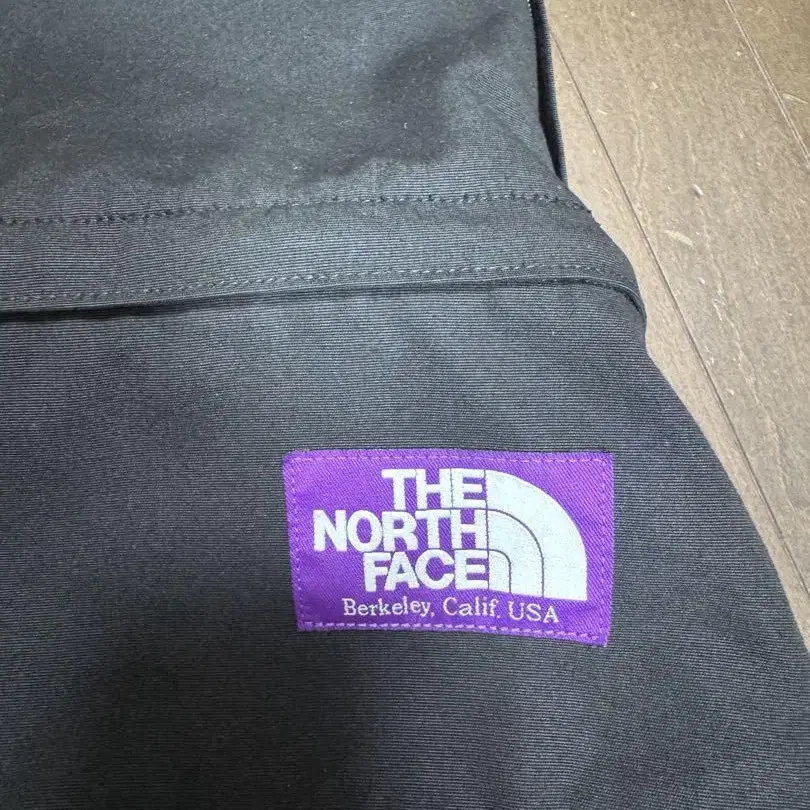 THE
NORTH
FACE
Berkeley, Calif. USA